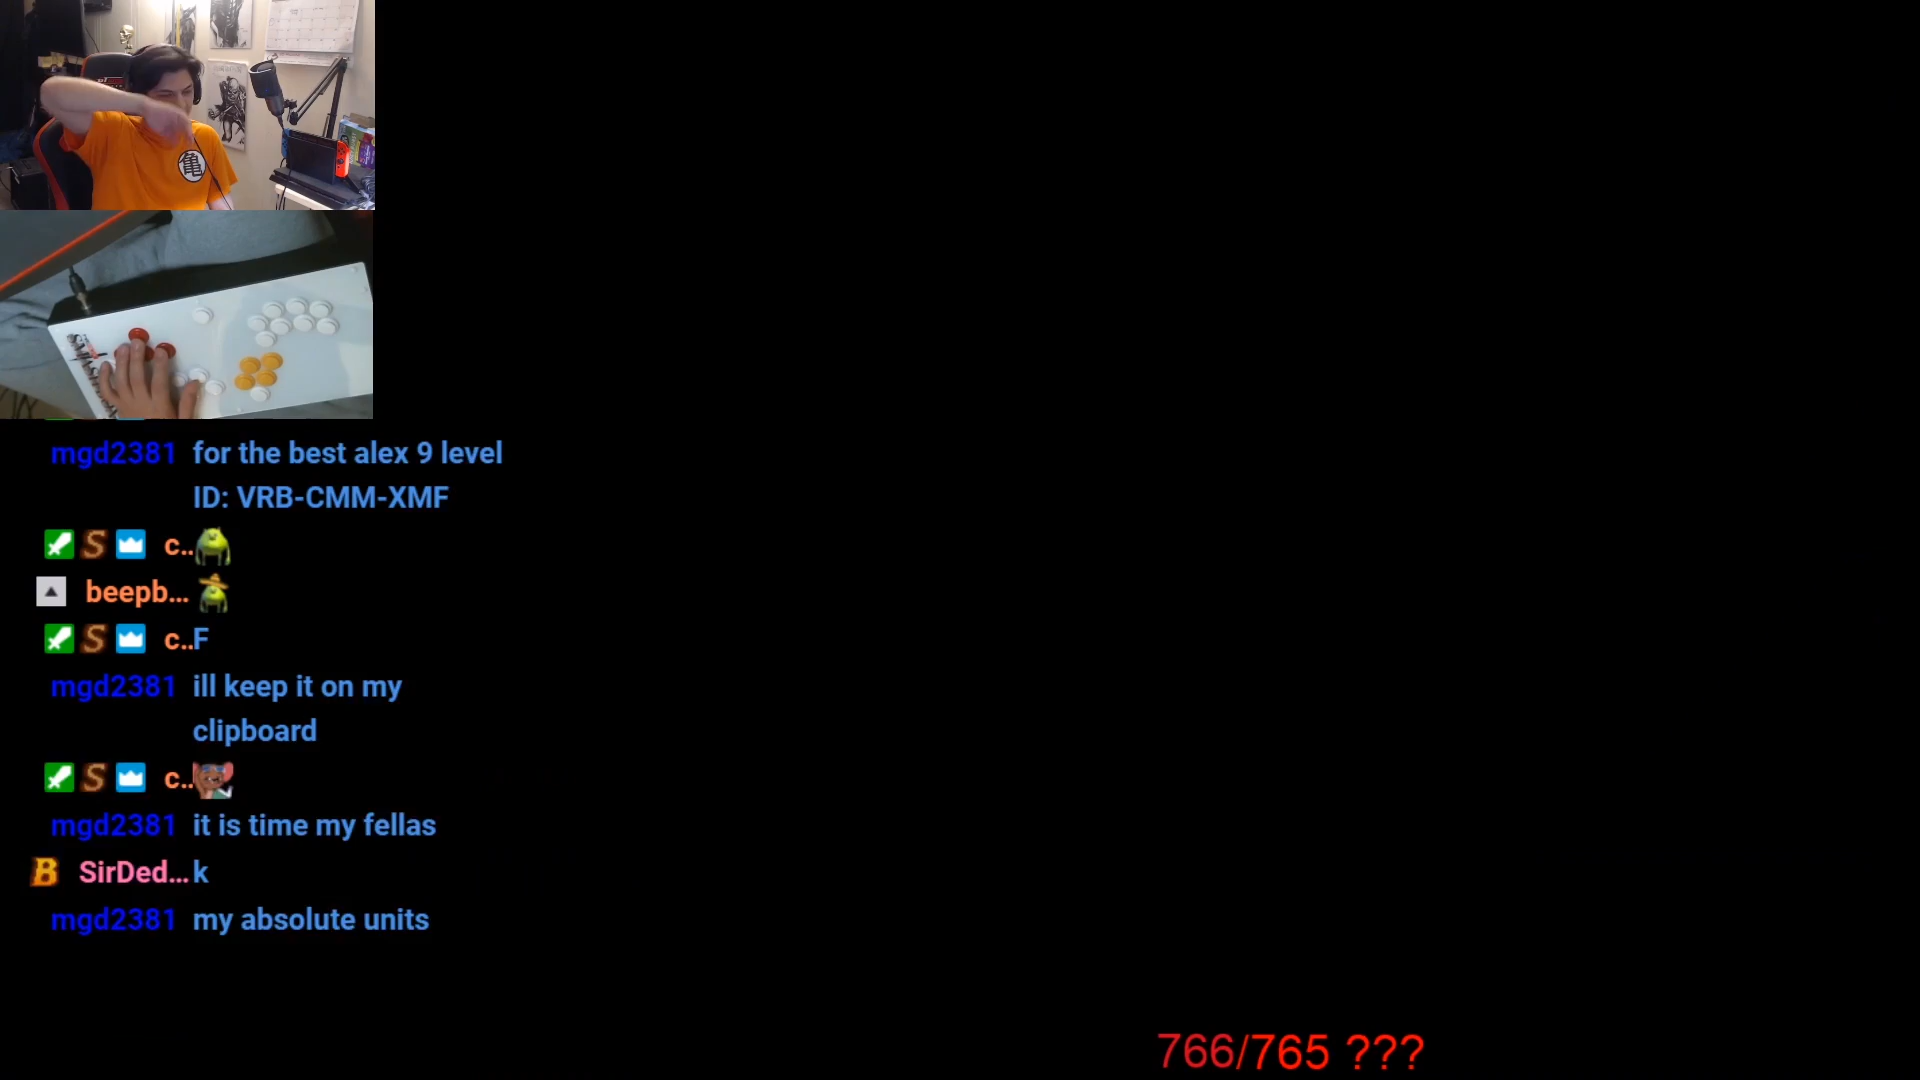 亀
mgd2381 for the best alex 9 level
ID: VRB-CMM-XMF
S c..
beepb...
S c.. F
mgd2381 ill keep it on my
clipboard
S c..
mgd2381 it is time my fellas
B SirDed... k
mgd2381 my absolute units
766/765 ???